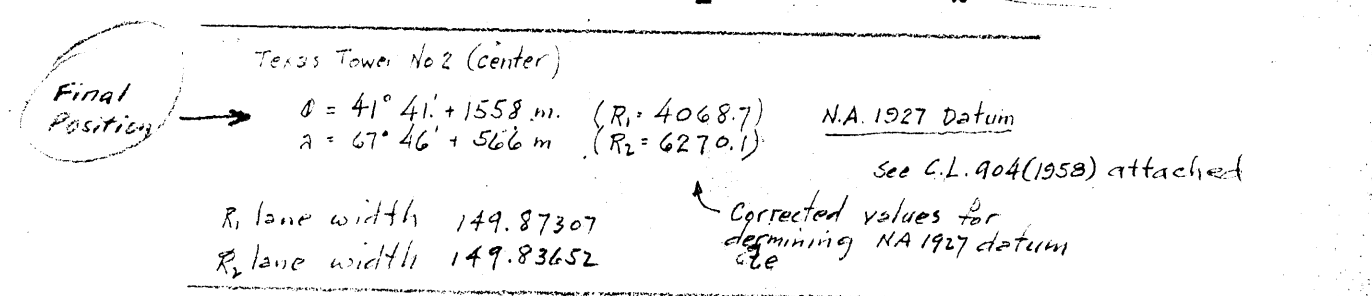 Texas Tower No 2 (center)
Final
Position
φ = 41° 41' + 1558 m. (R₁ = 4068.7)
λ = 67° 46' + 566 m (R₂ = 6270.1)
N.A. 1927 Datum
See C.L. 904(1958) attached
R₁ lane width 149.87307
R₂ lane width 149.83652
Corrected values for
dermining NA 1927 datum
ete